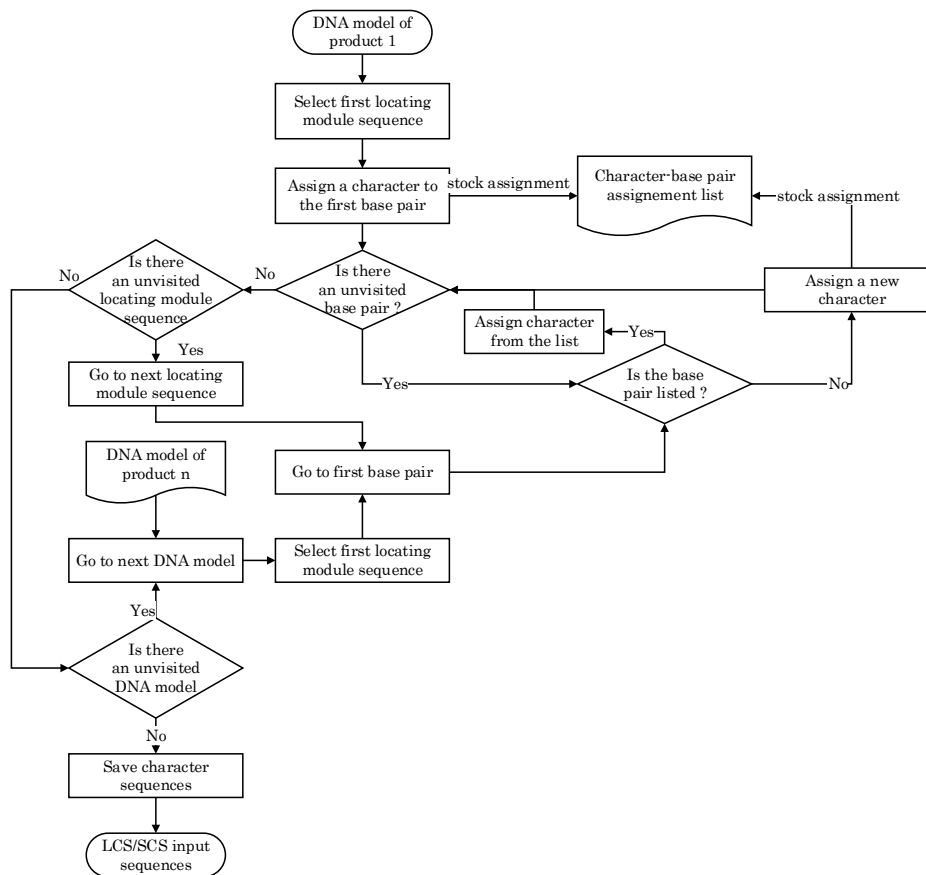 DNA model of
product 1
Select first locating
module sequence
Assign a character to
the first base pair
stock assignment
Character-base pair
assignement list
stock assignment
Is there
an unvisited
locating module
sequence
No
No
Is there
an unvisited
base pair ?
Assign a new
character
Assign character
from the list
Yes
Yes
Go to next locating
module sequence
Yes
Is the base
pair listed ?
No
DNA model of
product n
Go to first base pair
Go to next DNA model
Select first locating
module sequence
Yes
Is there
an unvisited
DNA model
No
Save character
sequences
LCS/SCS input
sequences